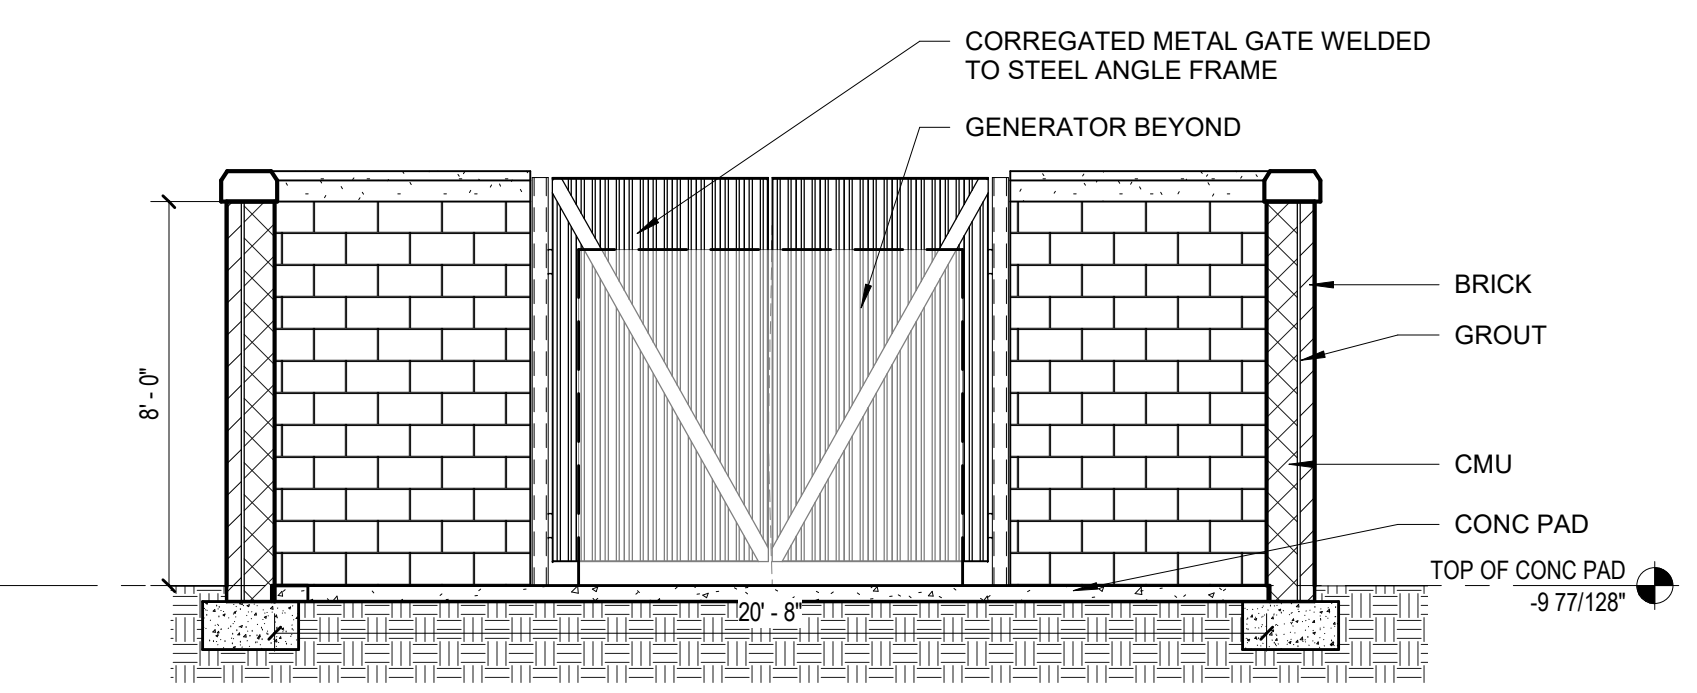 CORREGATED METAL GATE WELDED
TO STEEL ANGLE FRAME
GENERATOR BEYOND
BRICK
GROUT
8' - 0"
CMU
CONC PAD
TOP OF CONC PAD
-9 77/128"
20' - 8"